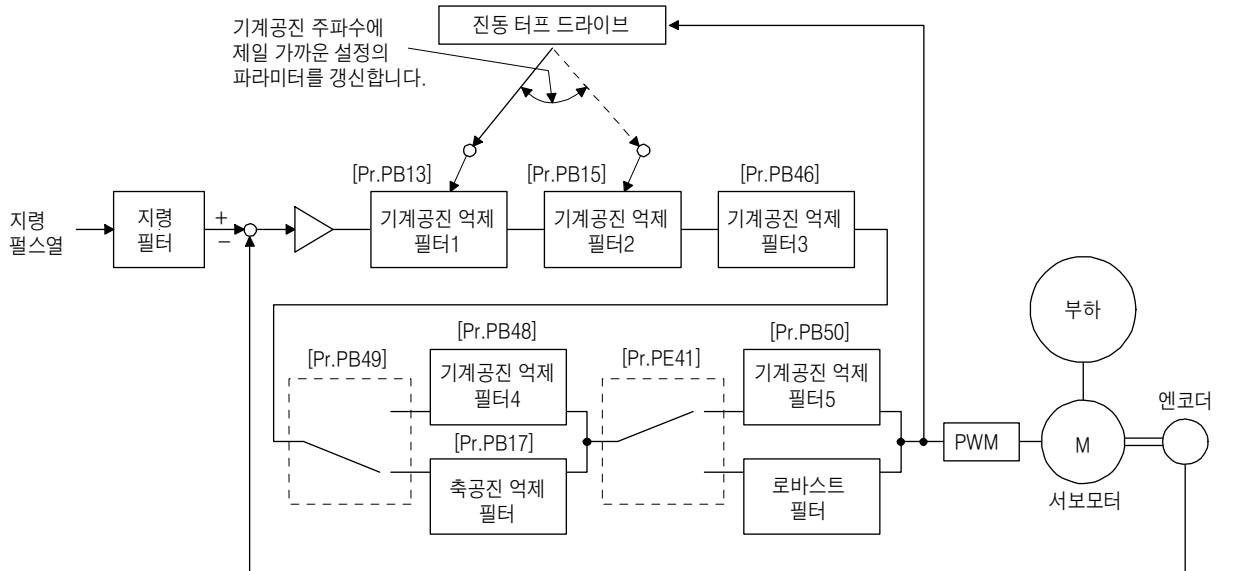 기계공진 주파수에
제일 가까운 설정의
파라미터를 갱신합니다.
진동 터프 드라이브
[Pr.PB13]
[Pr.PB15]
[Pr.PB46]
지령
펄스열
지령
필터
+
−
기계공진 억제
필터1
기계공진 억제
필터2
기계공진 억제
필터3
부하
[Pr.PB49]
[Pr.PB48]
기계공진 억제
필터4
[Pr.PB17]
축공진 억제
필터
[Pr.PE41]
[Pr.PB50]
기계공진 억제
필터5
로바스트
필터
PWM
M
서보모터
엔코더